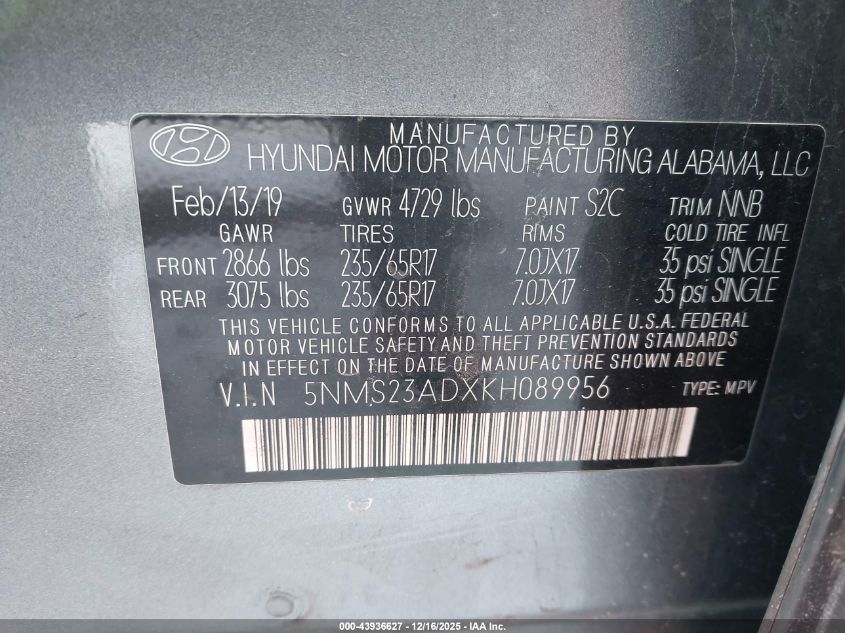 MANUFACTURED BY
HYUNDAI MOTOR MANUFACTURING ALABAMA, LLC
Feb/13/19 GVWR 4729 lbs PAINT S2C TRIM NNB
GAWR TIRES RIMS COLD TIRE INFL
FRONT 2866 lbs 235/65R17 7.0JX17 35 psi SINGLE
REAR 3075 lbs 235/65R17 7.0JX17 35 psi SINGLE
THIS VEHICLE CONFORMS TO ALL APPLICABLE U.S.A. FEDERAL
MOTOR VEHICLE SAFETY AND THEFT PREVENTION STANDARDS
IN EFFECT ON THE DATE OF MANUFACTURE SHOWN ABOVE
V.I.N 5NMS23ADXKH089956 TYPE: MPV
000-43936627 - 12/16/2025 - IAA Inc.